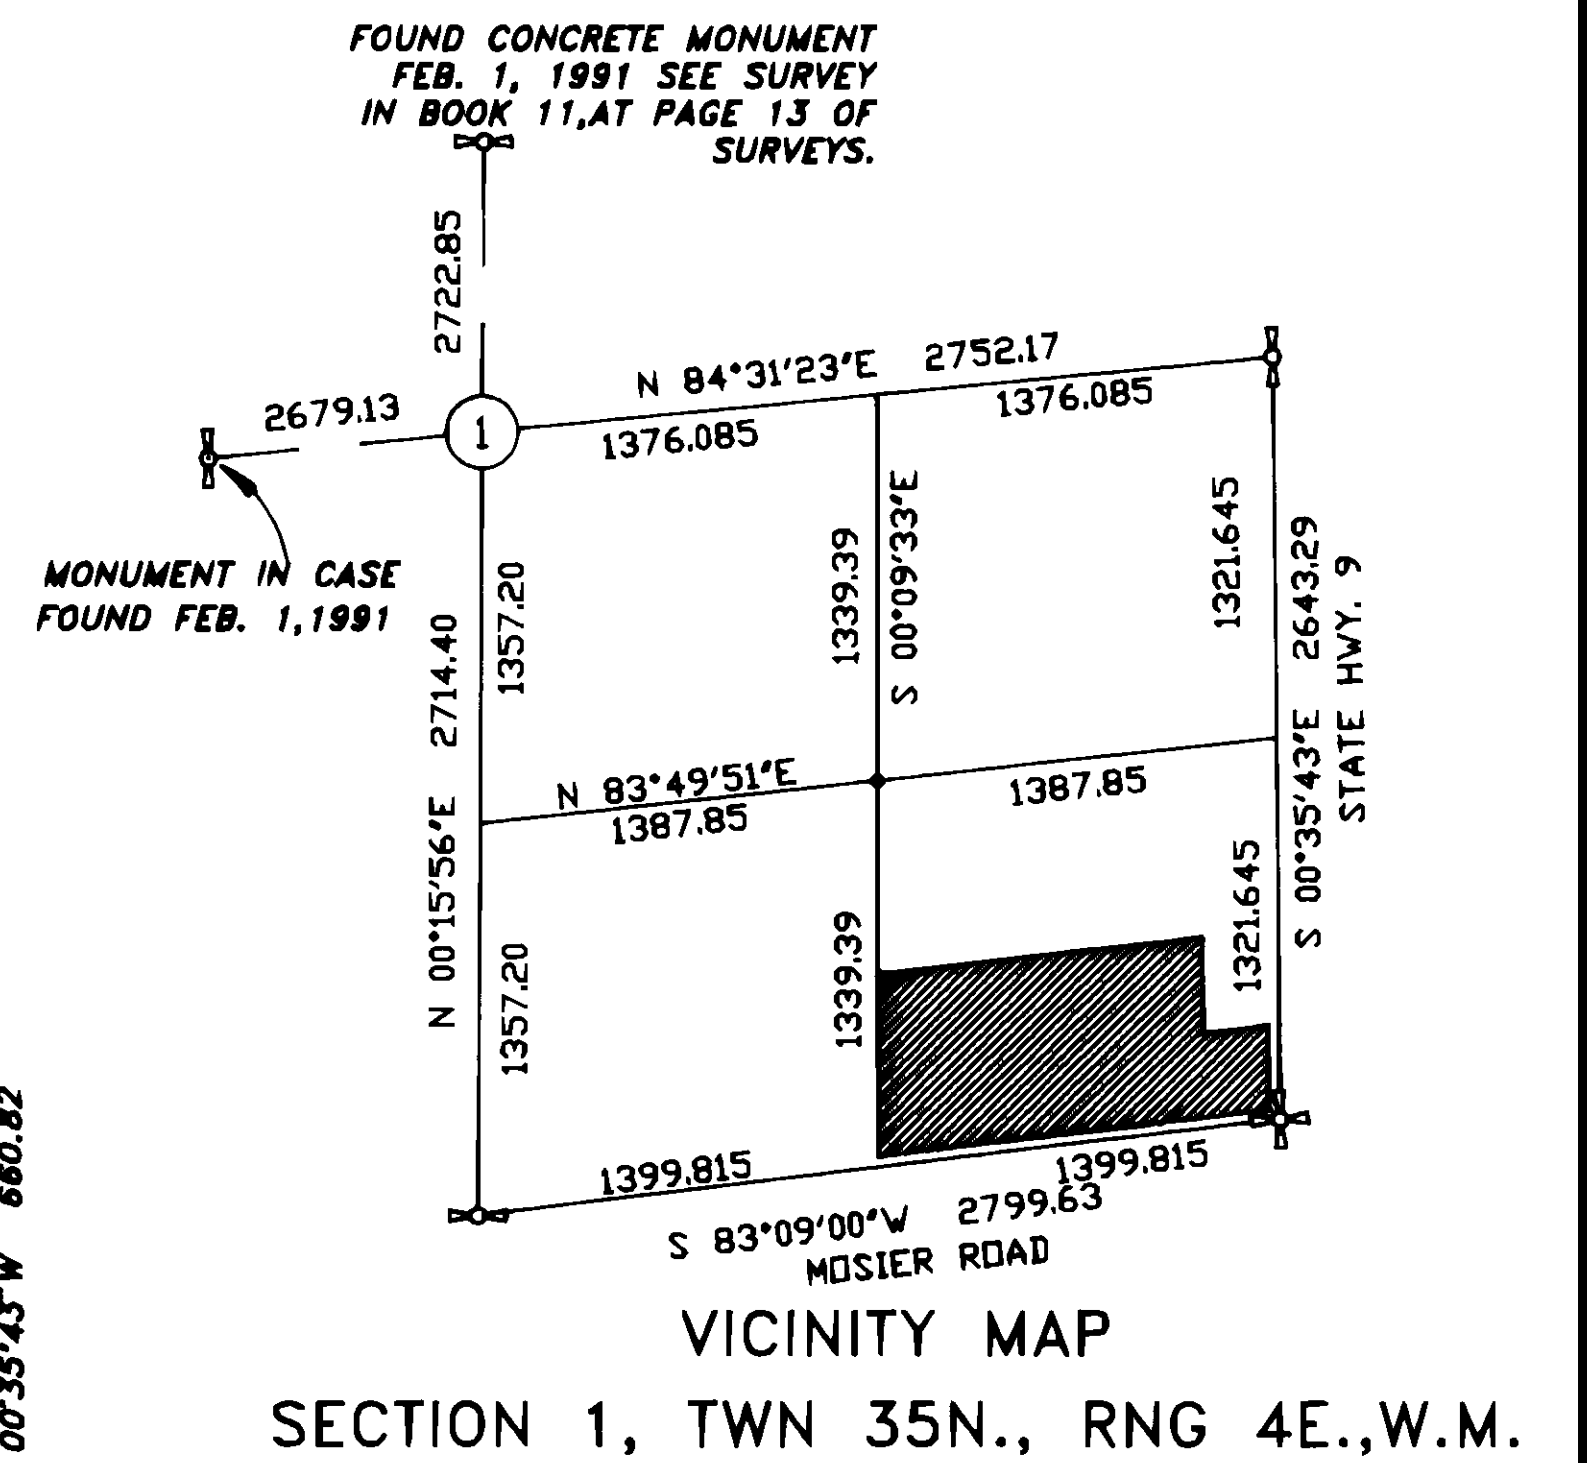 FOUND CONCRETE MONUMENT
FEB. 1, 1991 SEE SURVEY
IN BOOK 11,AT PAGE 13 OF
SURVEYS.
2722.85
N 84°31'23"E 2752.17
2679.13
1
1376.085
1376.085
MONUMENT IN CASE
FOUND FEB. 1,1991
N 00°15'56"E 2714.40
1357.20
1339.39
S 00°09'33"E
1321.645
S 00°35'43"E 2643.29
STATE HWY. 9
N 83°49'51"E
1387.85
1387.85
1357.20
1339.39
1321.645
1399.815
1399.815
S 83°09'00"W 2799.63
MOSIER ROAD
00°35'43"W 660.82
VICINITY MAP
SECTION 1, TWN 35N., RNG 4E.,W.M.